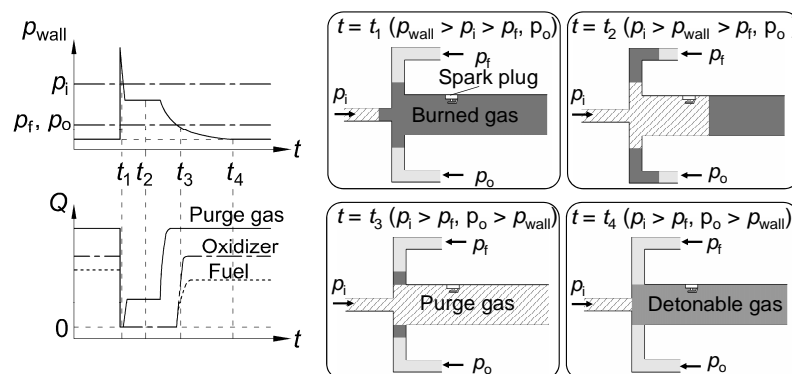 p_wall
p_i
p_f, p_o
t
t_1 t_2 t_3 t_4
Q
Purge gas
Oxidizer
Fuel
0
t
t = t_1 (p_wall > p_i > p_f, p_o)
p_f
Spark plug
p_i
Burned gas
p_o
t = t_2 (p_i > p_wall > p_f, p_o)
p_f
p_i
p_o
t = t_3 (p_i > p_f, p_o > p_wall)
p_f
p_i
Purge gas
p_o
t = t_4 (p_i > p_f, p_o > p_wall)
p_f
p_i
Detonable gas
p_o